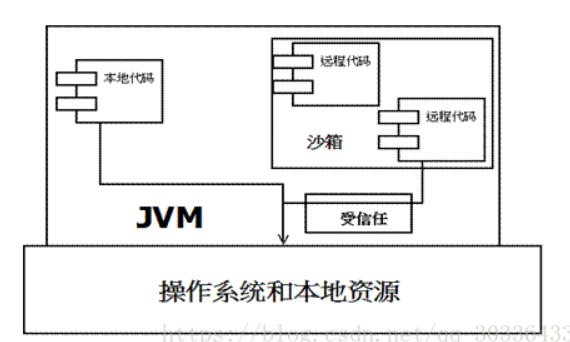 本地代码
远程代码
远程代码
沙箱
JVM
受信任
操作系统和本地资源
https://blog.csdn.net/qq_30336433